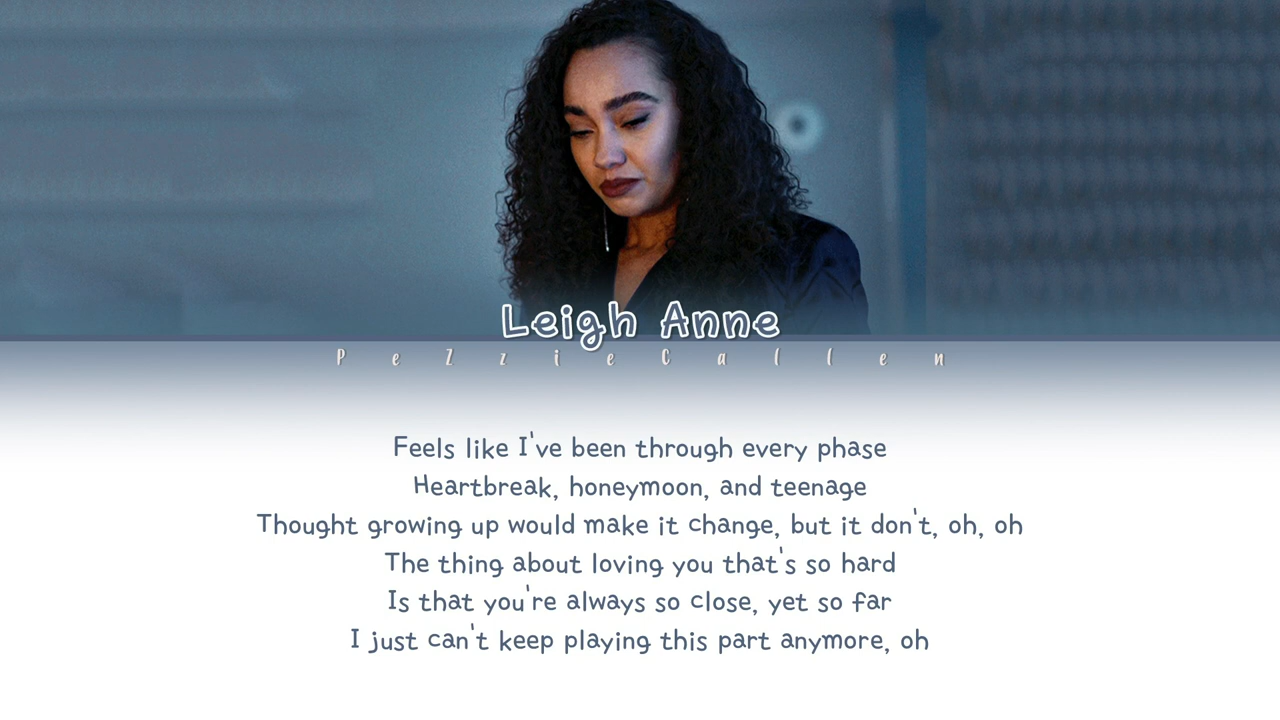 Leigh Anne
PeZzieCallen
Feels like I've been through every phase
Heartbreak, honeymoon, and teenage
Thought growing up would make it change, but it don't, oh, oh
The thing about loving you that's so hard
Is that you're always so close, yet so far
I just can't keep playing this part anymore, oh